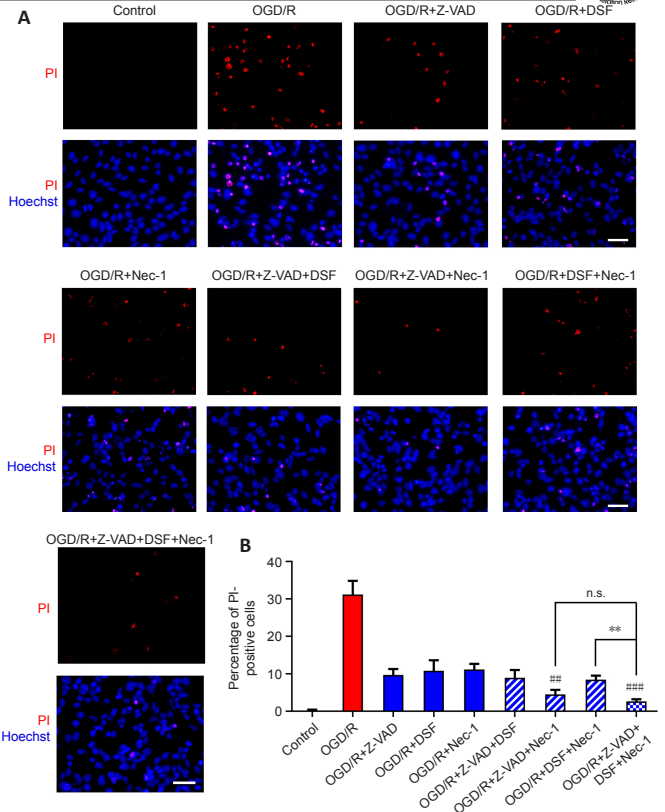 A
Control
OGD/R
OGD/R+Z-VAD
OGD/R+DSF
PI
PI
Hoechst
OGD/R+Nec-1
OGD/R+Z-VAD+DSF
OGD/R+Z-VAD+Nec-1
OGD/R+DSF+Nec-1
PI
PI
Hoechst
OGD/R+Z-VAD+DSF+Nec-1
PI
PI
Hoechst
B
Percentage of PI-
positive cells
40
30
20
10
0
n.s.
**
##
###
Control
OGD/R
OGD/R+Z-VAD
OGD/R+DSF
OGD/R+Nec-1
OGD/R+Z-VAD+DSF
OGD/R+Z-VAD+Nec-1
OGD/R+DSF+Nec-1
OGD/R+Z-VAD+
DSF+Nec-1